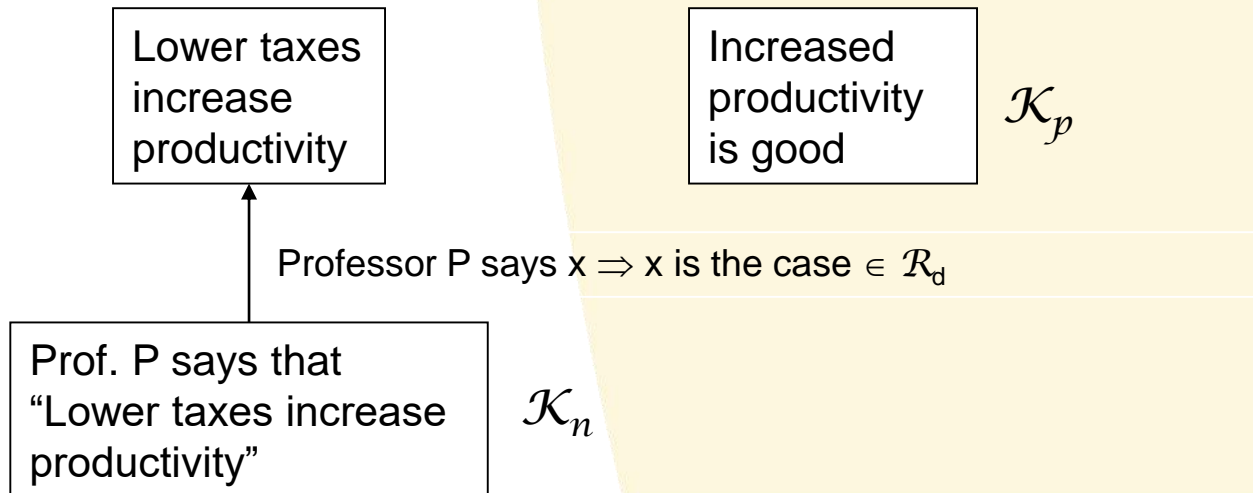 Lower taxes
increase
productivity
Increased
productivity
is good
𝒦ₚ
Professor P says x ⇒ x is the case ∈ ℛd
Prof. P says that
“Lower taxes increase
productivity”
𝒦ₙ